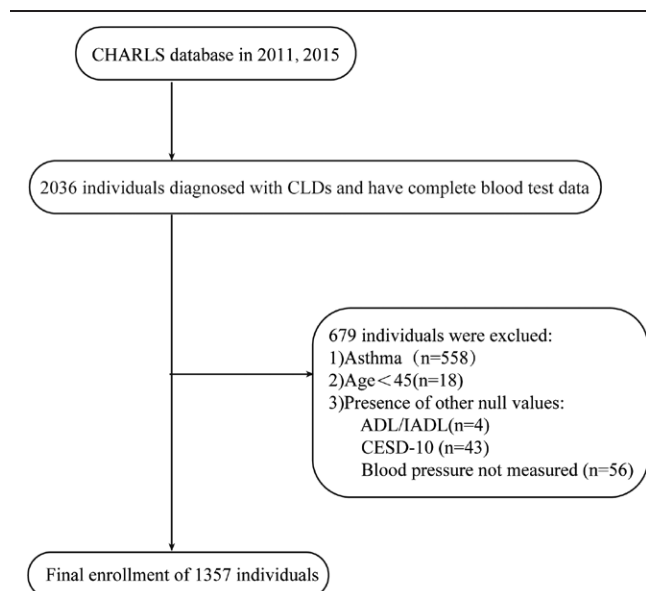 CHARLS database in 2011, 2015
2036 individuals diagnosed with CLDs and have complete blood test data
679 individuals were exclued:
1)Asthma（n=558)
2)Age＜45(n=18)
3)Presence of other null values:
ADL/IADL(n=4)
CESD-10 (n=43)
Blood pressure not measured (n=56)
Final enrollment of 1357 individuals